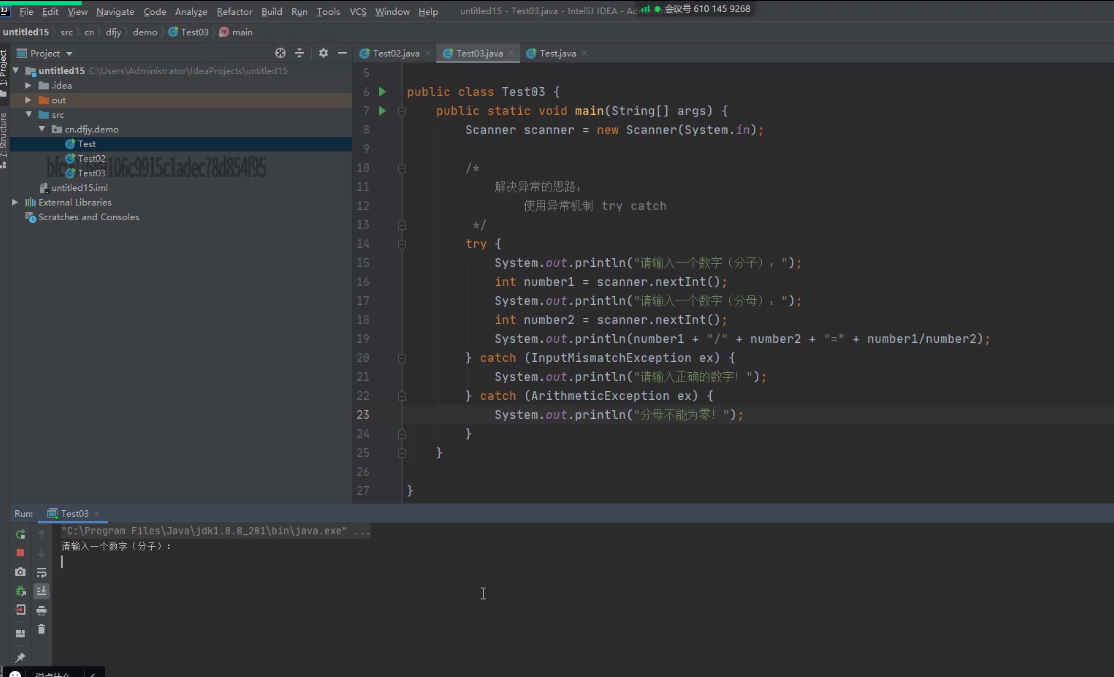 File Edit View Navigate Code Analyze Refactor Build Run Tools VCS Window Help untitled15 - Test03.java - IntelliJ IDEA - 会议号 610 145 9268
untitled15 src cn dfjy demo Test03 main
Project
Test02.java Test03.java Test.java
1: Project
7: Structure
untitled15 C:\Users\Administrator\IdeaProjects\untitled15
.idea
out
src
cn.dfjy.demo
Test
Test02
Test03
untitled15.iml
External Libraries
Scratches and Consoles
5
6 public class Test03 {
7 public static void main(String[] args) {
8 Scanner scanner = new Scanner(System.in);
9
10 /*
11 解决异常的思路：
12 使用异常机制 try catch
13 */
14 try {
15 System.out.println("请输入一个数字（分子）：");
16 int number1 = scanner.nextInt();
17 System.out.println("请输入一个数字（分母）：");
18 int number2 = scanner.nextInt();
19 System.out.println(number1 + "/" + number2 + "=" + number1/number2);
20 } catch (InputMismatchException ex) {
21 System.out.println("请输入正确的数字！");
22 } catch (ArithmeticException ex) {
23 System.out.println("分母不能为零！");
24 }
25 }
26
27 }
Run: Test03
"C:\Program Files\Java\jdk1.8.0_201\bin\java.exe" ...
请输入一个数字（分子）：